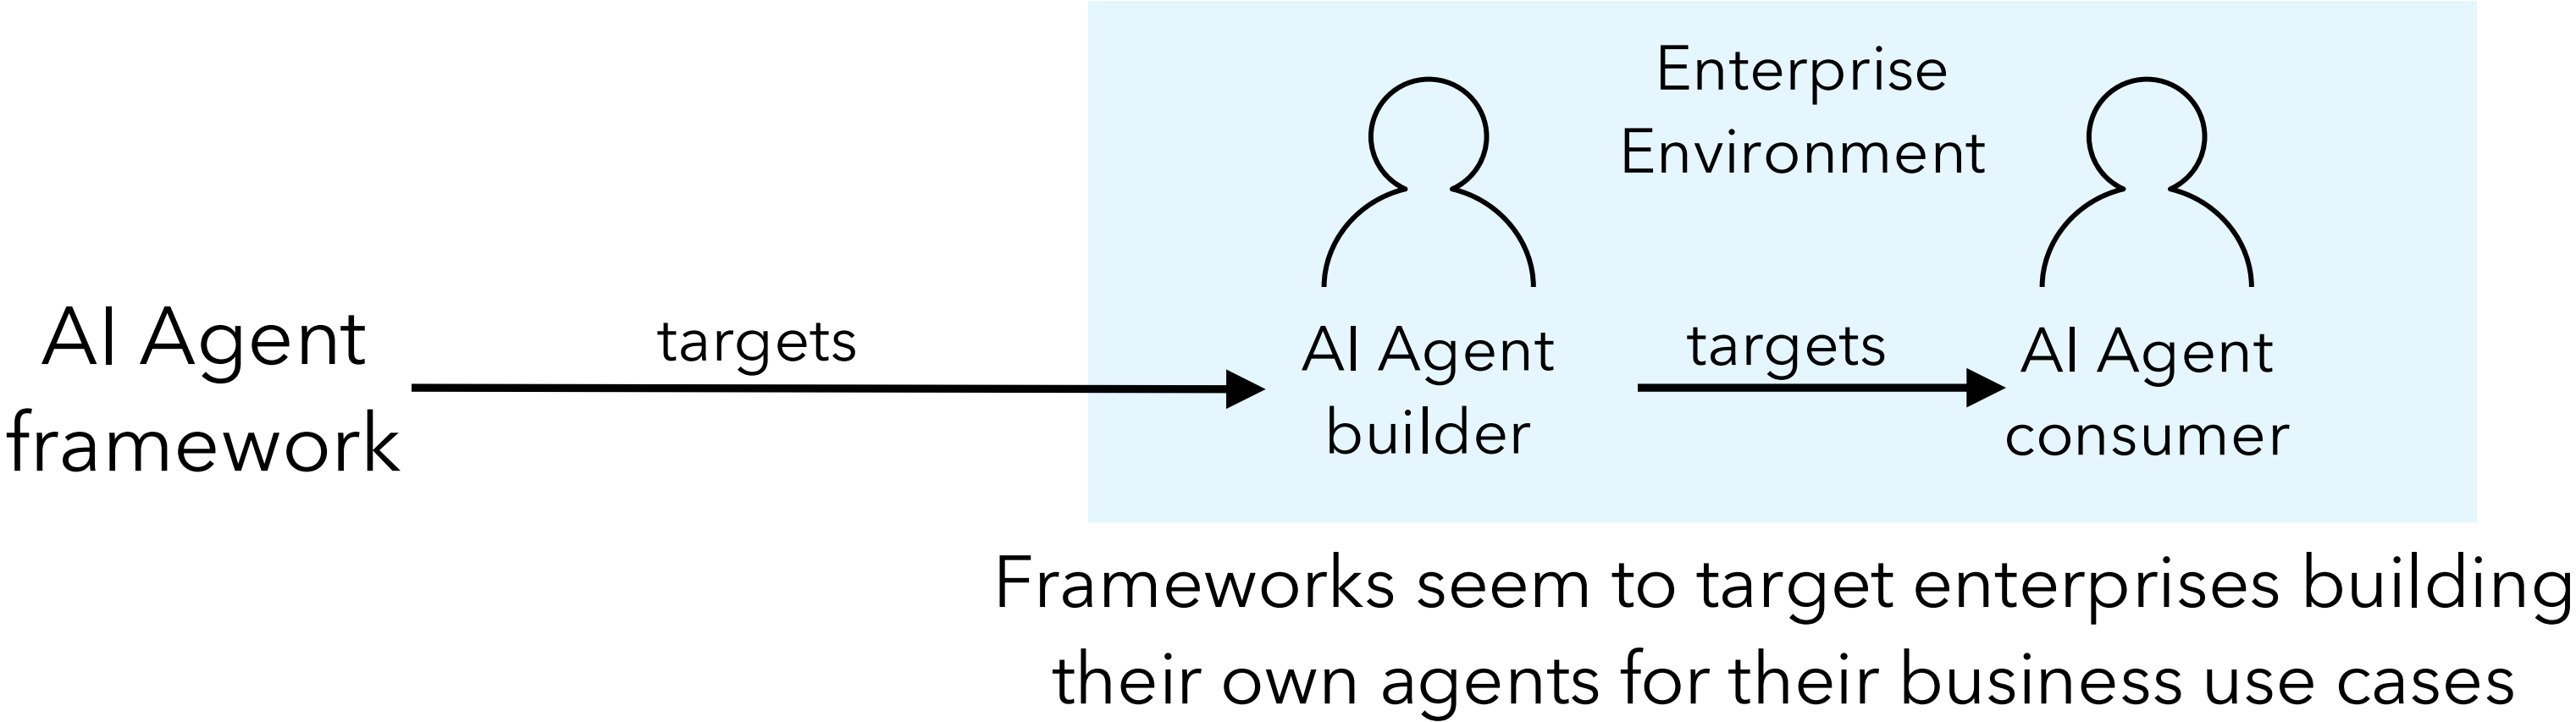 Enterprise
Environment
AI Agent
framework
targets
AI Agent
builder
targets
AI Agent
consumer
Frameworks seem to target enterprises building
their own agents for their business use cases